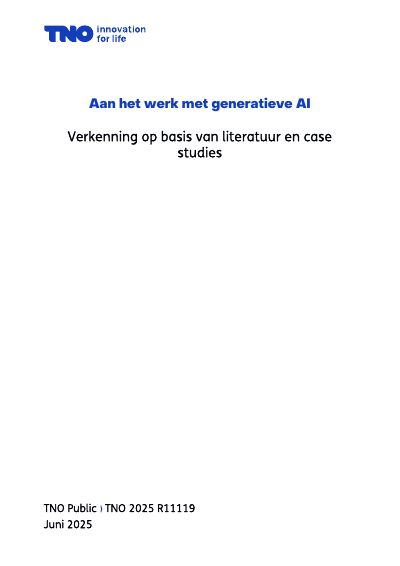 TNO innovation
for life
Aan het werk met generatieve AI
Verkenning op basis van literatuur en case
studies
TNO Public ) TNO 2025 R11119
Juni 2025